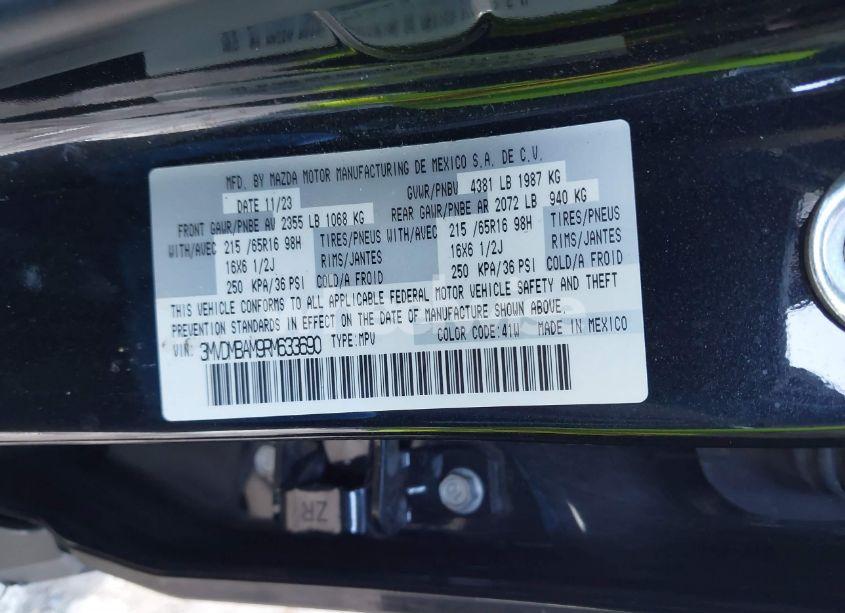 MFD. BY MAZDA MOTOR MANUFACTURING DE MEXICO S.A. DE C.V.
DATE 11/23 GVWR/PNBV 4381 LB 1987 KG
FRONT GAWR/PNBE AV 2355 LB 1068 KG REAR GAWR/PNBE AR 2072 LB 940 KG
WITH/AVEC 215 /65R16 98H TIRES/PNEUS WITH/AVEC 215 /65R16 98H TIRES/PNEUS
16X6 1/2J RIMS/JANTES 16X6 1/2J RIMS/JANTES
250 KPA/36 PSI COLD/A FROID 250 KPA/36 PSI COLD/A FROID
THIS VEHICLE CONFORMS TO ALL APPLICABLE FEDERAL MOTOR VEHICLE SAFETY AND THEFT
PREVENTION STANDARDS IN EFFECT ON THE DATE OF MANUFACTURE SHOWN ABOVE.
VIN: 3MVDMBAM9RM633690 TYPE:MPV COLOR CODE:41W MADE IN MEXICO
ZR